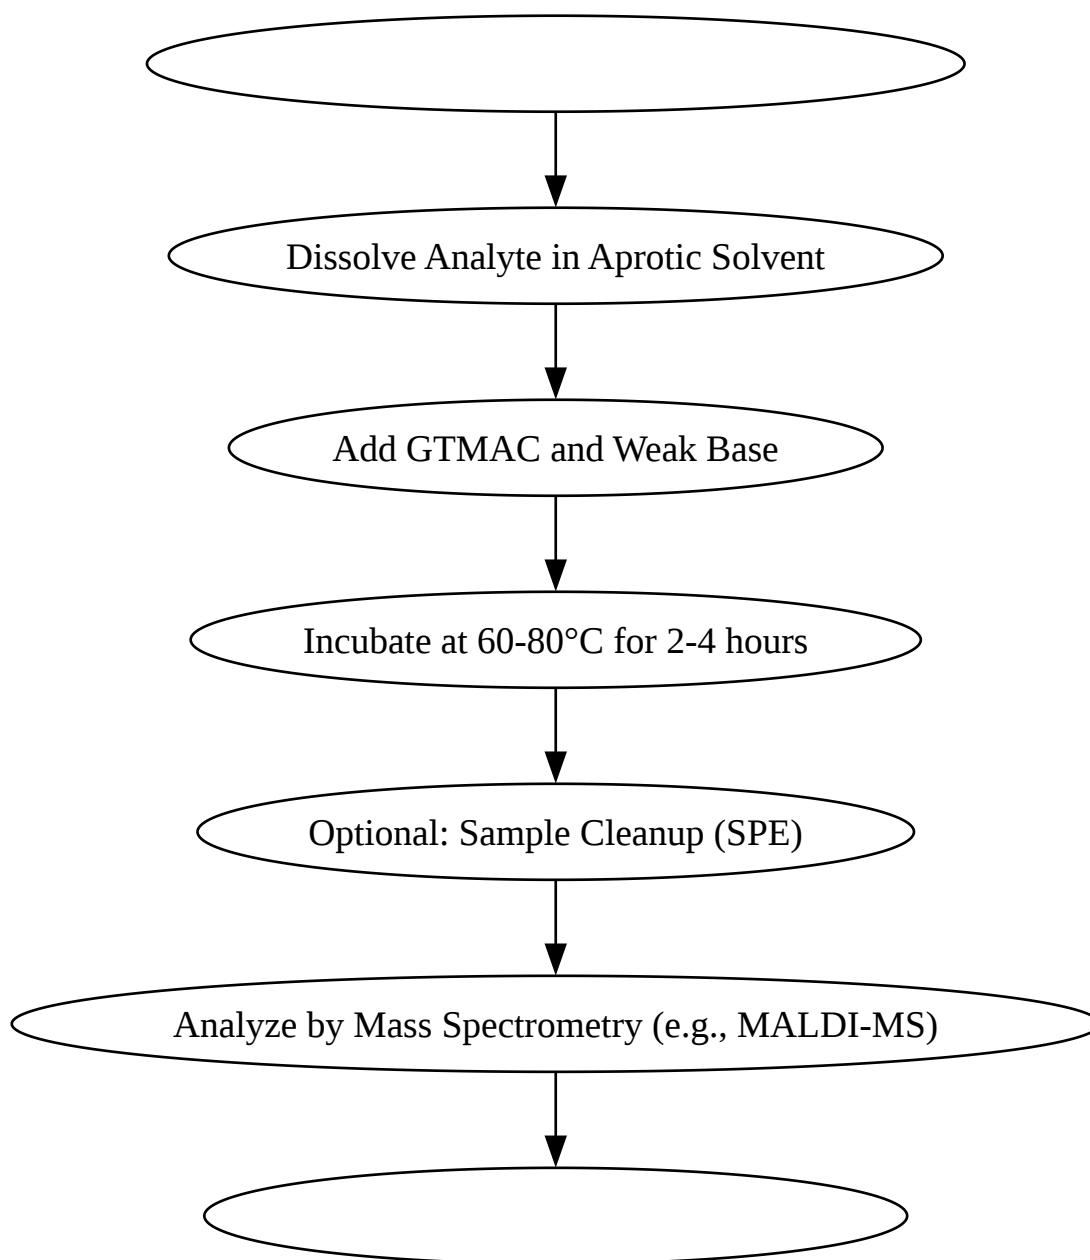 Dissolve Analyte in Aprotic Solvent
Add GTMAC and Weak Base
Incubate at 60-80°C for 2-4 hours
Optional: Sample Cleanup (SPE)
Analyze by Mass Spectrometry (e.g., MALDI-MS)